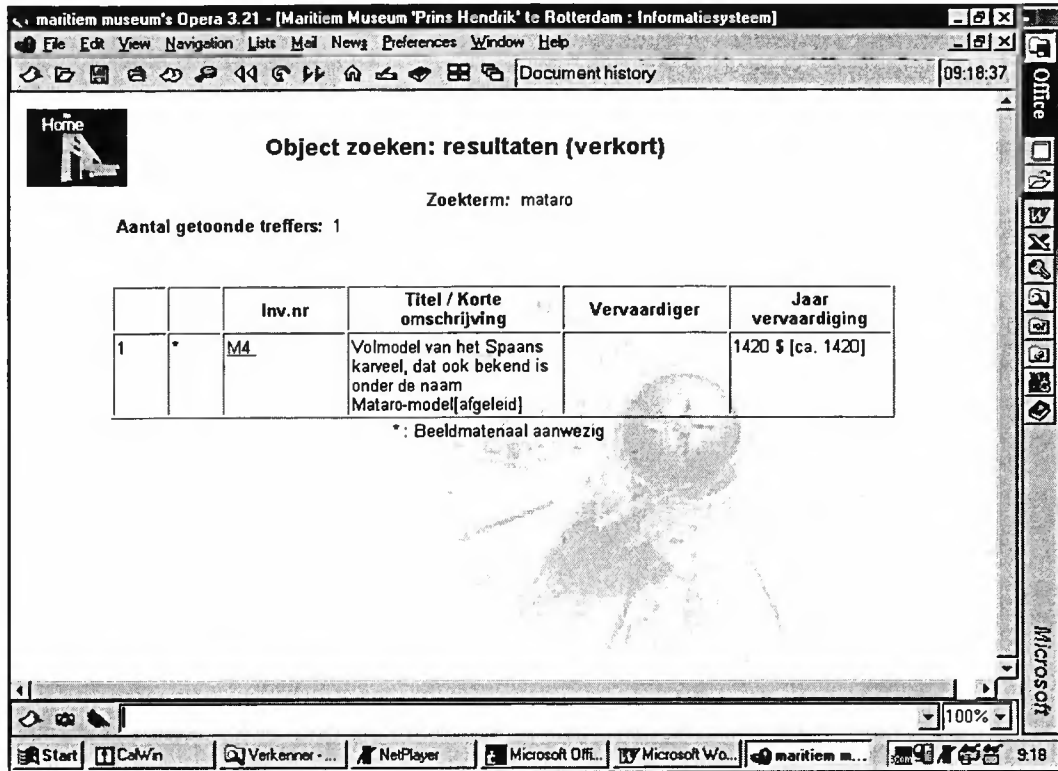 maritiem museum's Opera 3.21 - [Maritiem Museum 'Prins Hendrik' te Rotterdam : Informatiesysteem]
File Edit View Navigation Lists Mail News Preferences Window Help
Document history 09:18:37
Office
Home
Object zoeken: resultaten (verkort)
Zoekterm: mataro
Aantal getoonde treffers: 1
Inv.nr Titel / Korte omschrijving Vervaardiger Jaar vervaardiging
1 * M4 Volmodel van het Spaans 1420 $ [ca. 1420]
karveel, dat ook bekend is
onder de naam
Mataro-model[afgeleid]
* : Beeldmateriaal aanwezig
Microsoft
100%
Start CalWin Verkenner - ... NetPlayer Microsoft Offi... Microsoft Wo... maritiem m... 9:18